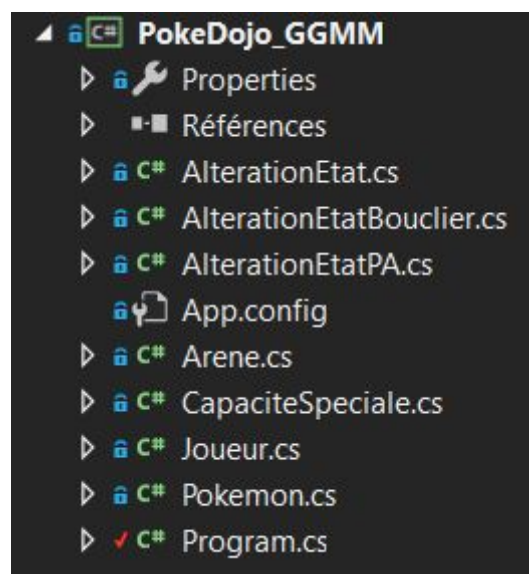 C# PokeDojo_GGMM
Properties
Références
C# AlterationEtat.cs
C# AlterationEtatBouclier.cs
C# AlterationEtatPA.cs
App.config
C# Arene.cs
C# CapaciteSpeciale.cs
C# Joueur.cs
C# Pokemon.cs
C# Program.cs